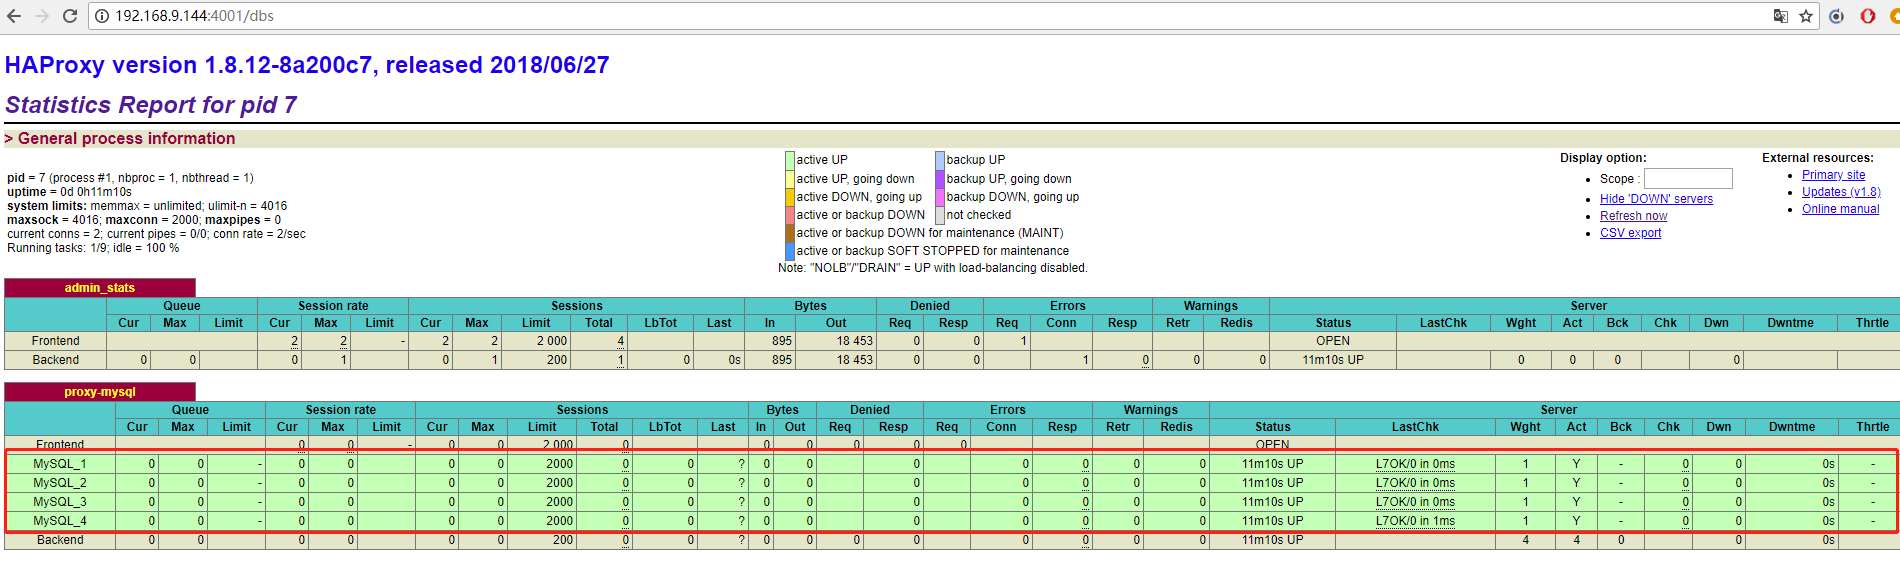 192.168.9.144:4001/dbs
HAProxy version 1.8.12-8a200c7, released 2018/06/27
Statistics Report for pid 7
> General process information
pid = 7 (process #1, nbproc = 1, nbthread = 1)
uptime = 0d 0h11m10s
system limits: memmax = unlimited; ulimit-n = 4016
maxsock = 4016; maxconn = 2000; maxpipes = 0
current conns = 2; current pipes = 0/0; conn rate = 2/sec
Running tasks: 1/9; idle = 100 %
active UP backup UP
active UP, going down backup UP, going down
active DOWN, going up backup DOWN, going up
active or backup DOWN not checked
active or backup DOWN for maintenance (MAINT)
active or backup SOFT STOPPED for maintenance
Note: "NOLB"/"DRAIN" = UP with load-balancing disabled.
Display option:
• Scope :
• Hide 'DOWN' servers
• Refresh now
• CSV export
External resources:
• Primary site
• Updates (v1.8)
• Online manual
admin_stats
Queue Session rate Sessions Bytes Denied Errors Warnings Server
Cur Max Limit Cur Max Limit Cur Max Limit Total LbTot Last In Out Req Resp Req Conn Resp Retr Redis Status LastChk Wght Act Bck Chk Dwn Dwntme Thrtle
Frontend 2 2 - 2 2 2 000 4 895 18 453 0 0 1 OPEN
Backend 0 0 0 1 0 1 200 1 0 0s 895 18 453 0 0 1 0 0 0 11m10s UP 0 0 0 0
proxy-mysql
Queue Session rate Sessions Bytes Denied Errors Warnings Server
Cur Max Limit Cur Max Limit Cur Max Limit Total LbTot Last In Out Req Resp Req Conn Resp Retr Redis Status LastChk Wght Act Bck Chk Dwn Dwntme Thrtle
Frontend 0 0 - 0 0 2 000 0 0 0 0 0 0 OPEN
MySQL_1 0 0 - 0 0 0 0 2000 0 0 ? 0 0 0 0 0 0 0 11m10s UP L7OK/0 in 0ms 1 Y - 0 0 0s -
MySQL_2 0 0 - 0 0 0 0 2000 0 0 ? 0 0 0 0 0 0 0 11m10s UP L7OK/0 in 0ms 1 Y - 0 0 0s -
MySQL_3 0 0 - 0 0 0 0 2000 0 0 ? 0 0 0 0 0 0 0 11m10s UP L7OK/0 in 0ms 1 Y - 0 0 0s -
MySQL_4 0 0 - 0 0 0 0 2000 0 0 ? 0 0 0 0 0 0 0 11m10s UP L7OK/0 in 1ms 1 Y - 0 0 0s -
Backend 0 0 0 0 0 0 200 0 0 ? 0 0 0 0 0 0 0 0 11m10s UP 4 4 0 0 0s